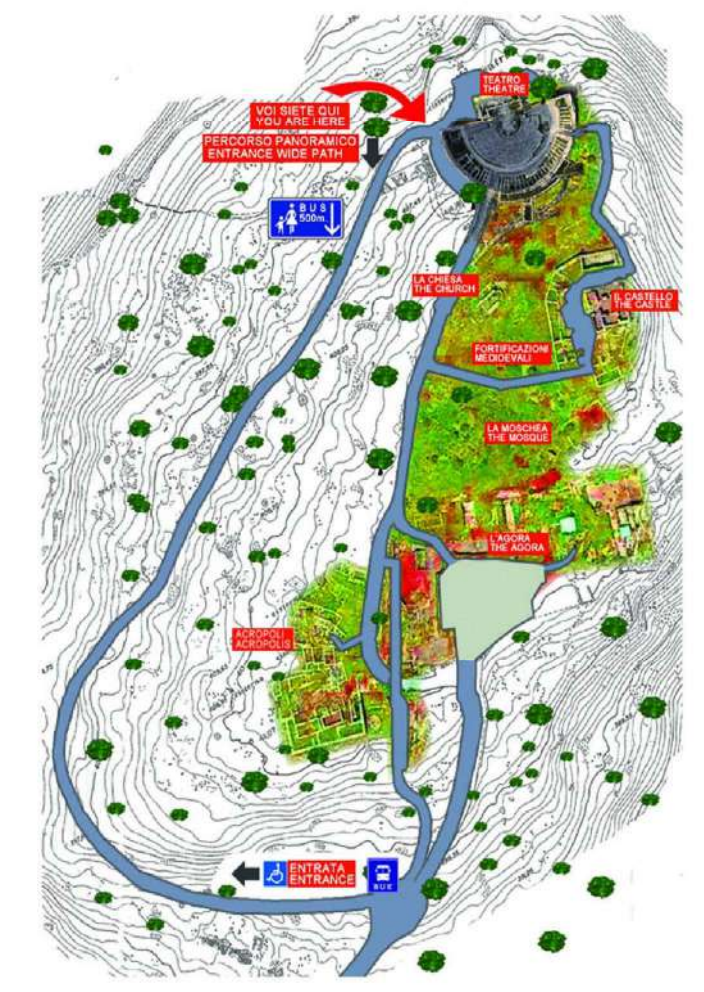 TEATRO
THEATRE
VOI SIETE QUI
YOU ARE HERE
PERCORSO PANORAMICO
ENTRANCE WIDE PATH
BUS
500m.
LA CHIESA
THE CHURCH
IL CASTELLO
THE CASTLE
FORTIFICAZIONI
MEDIOEVALI
LA MOSCHEA
THE MOSQUE
L'AGORA
THE AGORA
ACROPOLI
ACROPOLIS
ENTRATA
ENTRANCE
BUS